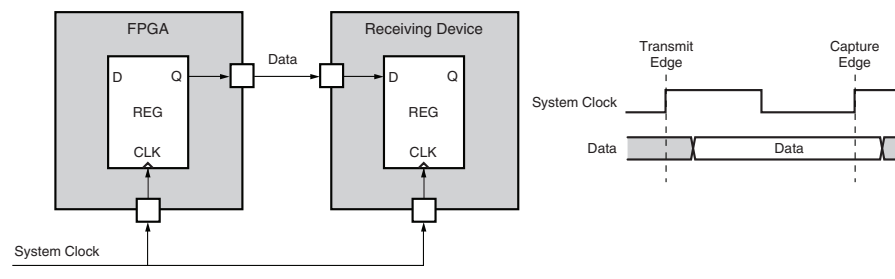 FPGA
Receiving Device
D
Q
REG
CLK
Data
D
Q
REG
CLK
System Clock
Transmit
Edge
Capture
Edge
System Clock
Data
Data